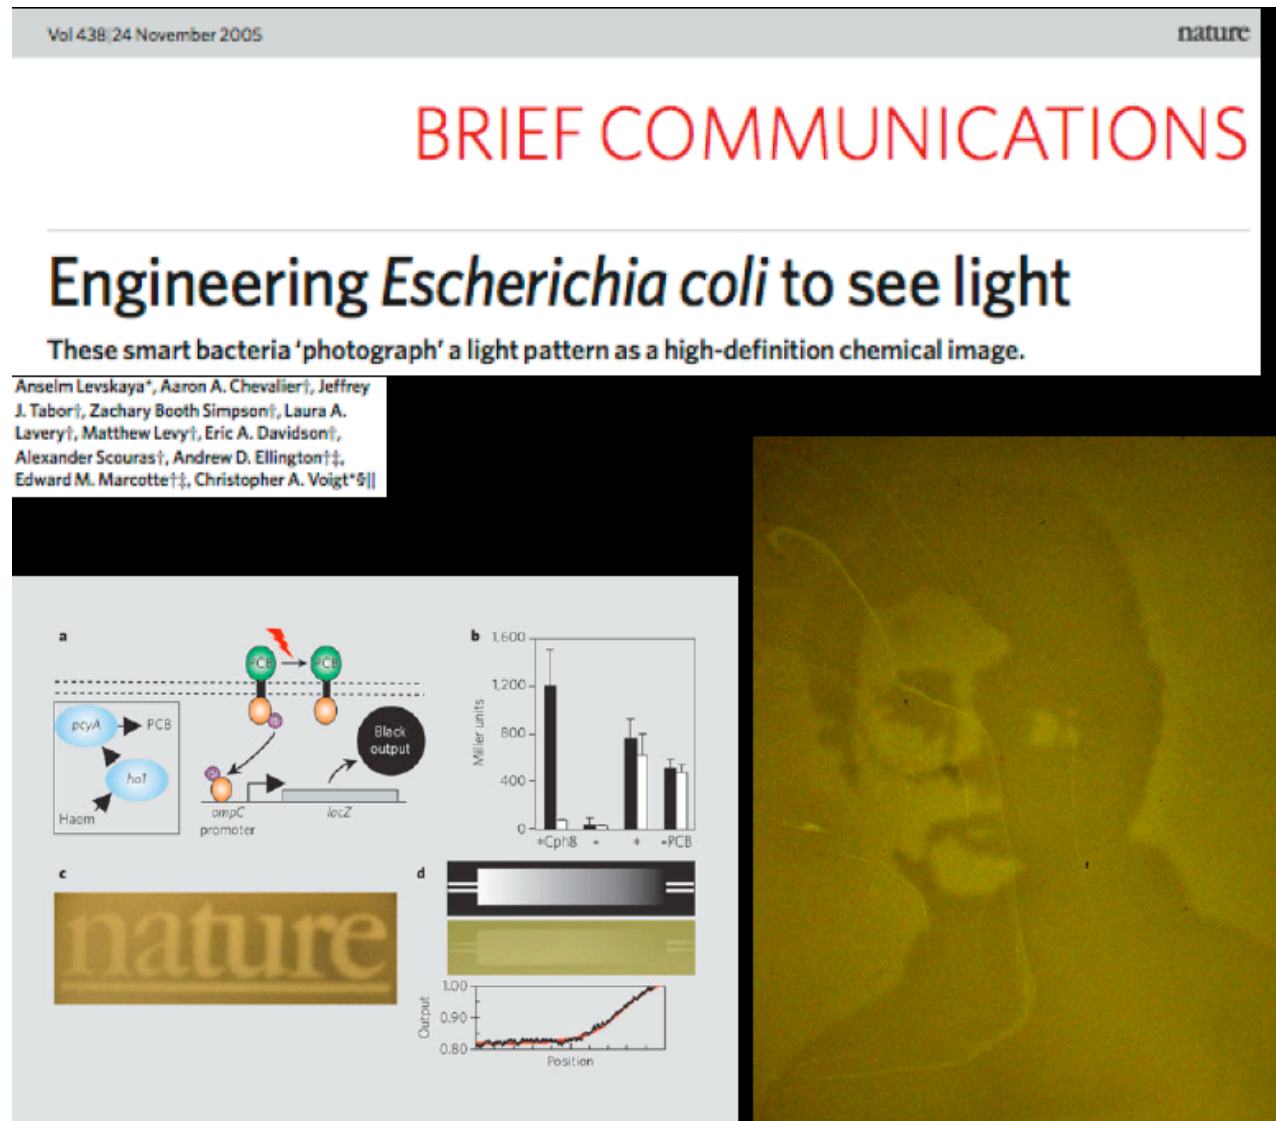 Vol 438|24 November 2005
nature
BRIEF COMMUNICATIONS
Engineering Escherichia coli to see light
These smart bacteria 'photograph' a light pattern as a high-definition chemical image.
Anselm Levskaya*, Aaron A. Chevalier†, Jeffrey
J. Tabor†, Zachary Booth Simpson†, Laura A.
Lavery†, Matthew Levy†, Eric A. Davidson†,
Alexander Scouras†, Andrew D. Ellington†‡,
Edward M. Marcotte†‡, Christopher A. Voigt*§||
a
PCB
PCB
pcyA
PCB
ho1
Haem
Black
output
ompC
promoter
lacZ
b
1,600
1,200
800
400
0
Miller units
+Cph8
-
+
-PCB
c
nature
d
1.00
0.90
0.80
Output
Position